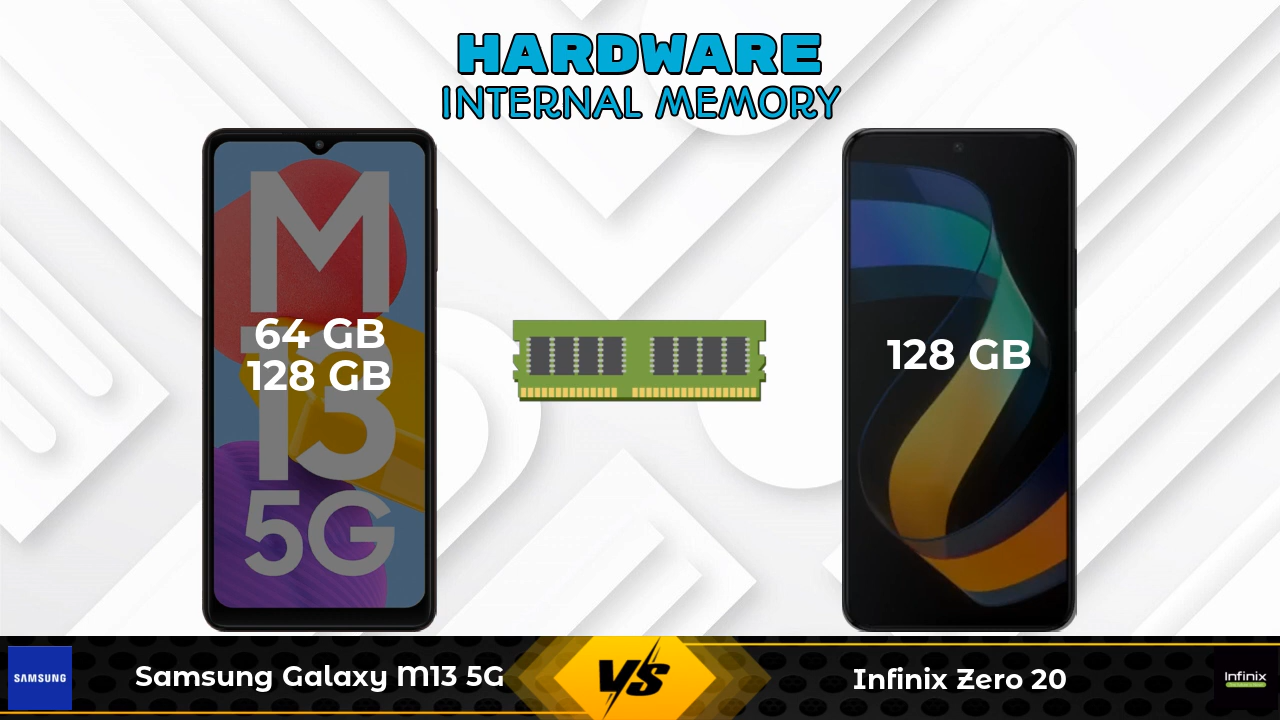 HARDWARE
INTERNAL MEMORY
M
13
5G
64 GB
128 GB
128 GB
SAMSUNG
Samsung Galaxy M13 5G
VS
Infinix Zero 20
Infinix